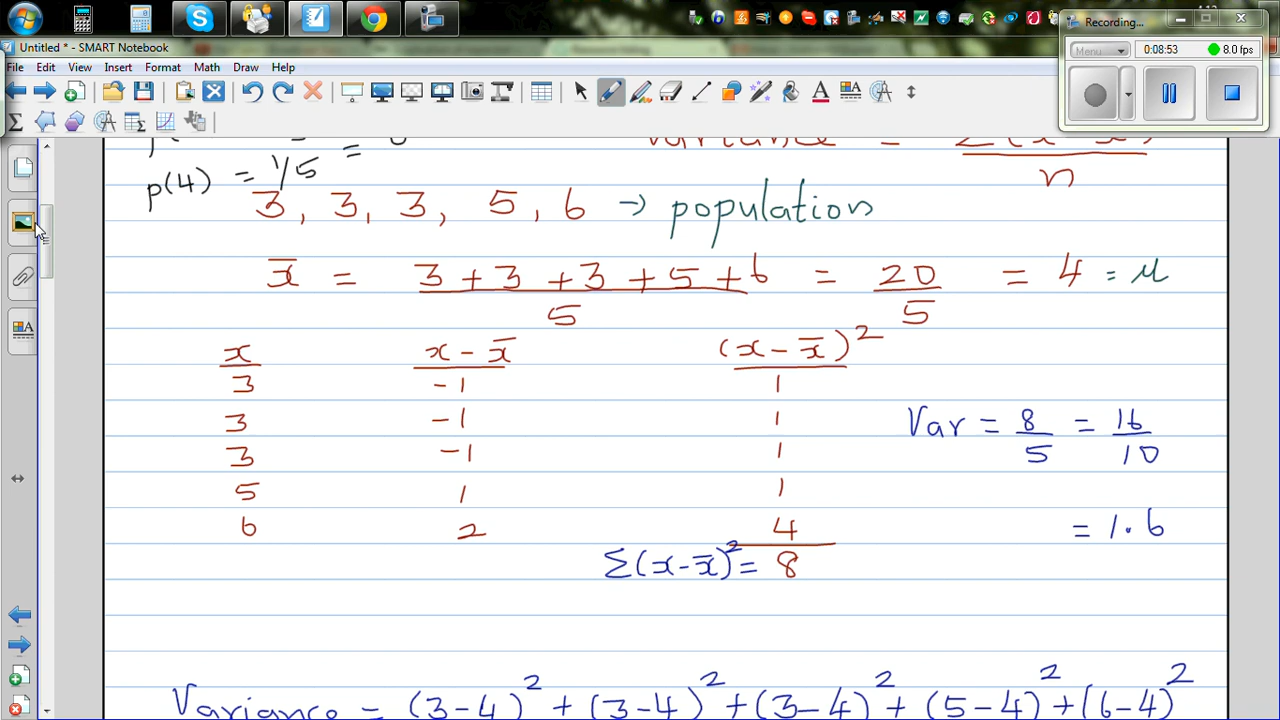 4:12
Recording...
Untitled * - SMART Notebook
Menu
0:08:53
8.0 fps
File Edit View Insert Format Math Draw Help
= 0
Variance = Σ(x-x̄)²/n
p(4) = 1/5
3, 3, 3, 5, 6 → population
x̄ = 3 + 3 + 3 + 5 + 6 / 5 = 20/5 = 4 = μ
x x - x̄ (x - x̄)²
3 -1 1
3 -1 1 Var = 8/5 = 16/10
3 -1 1
5 1 1
6 2 4 = 1.6
Σ(x-x̄)² = 8
Variance = (3-4)² + (3-4)² + (3-4)² + (5-4)² + (6-4)²